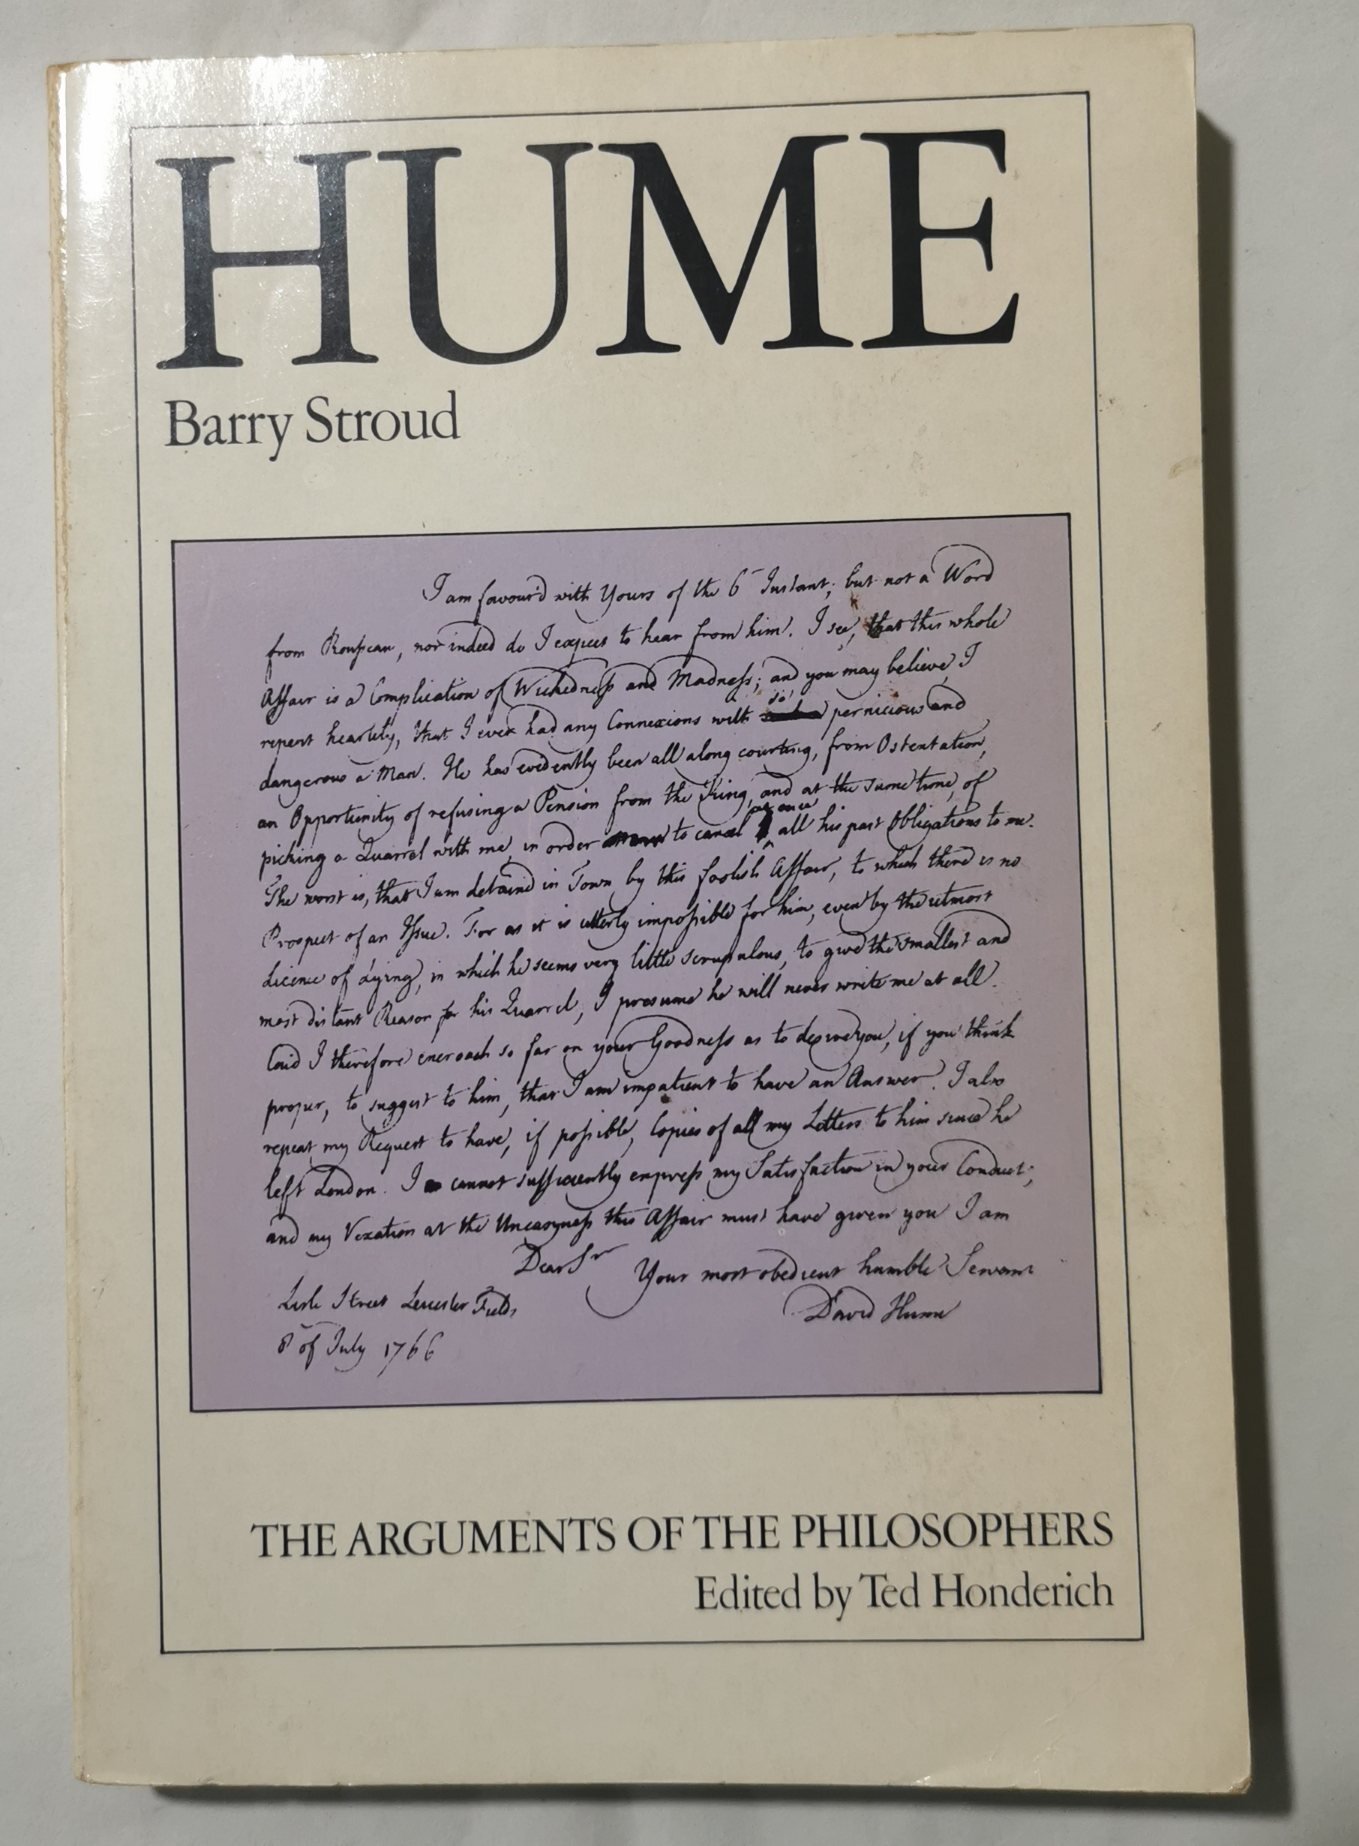 HUME
Barry Stroud
I am favour'd with Yours of the 6 Instant; but not a Word
from Rousseau, nor indeed do I expect to hear from him. I see, that this whole
Affair is a Complication of Wickedness and Madness; and you may believe, I
repent heartily, that I ever had any Connexions with so pernicious and
dangerous a Man. He has evidently been all along courting, from Ostentation,
an Opportunity of refusing a Pension from the King, and at the same time, of
picking a Quarrel with me, in order to cancel at once all his past Obligations to me.
The worst is, that I am detaind in Town by this foolish Affair, to which there is no
Prospect of an Issue. For as it is utterly impossible for him, even by the utmost
Licence of Lying, in which he seems very little scrupulous, to give the smallest and
most distant Reason for his Quarrel, I presume he will never write me at all.
Coud I therefore encroach so far on your Goodness as to desire you, if you think
proper, to suggest to him, that I am impatient to have an Answer. I also
repeat my Request to have, if possible, Copies of all my Letters to him since he
left London. I cannot sufficiently express my Satisfaction in your Conduct;
and my Vexation at the Uneasyness this Affair must have given you I am
Dear Sr
Your most obedient humble Servant
Lisle Street Leicester Fields
David Hume
8 of July 1766
THE ARGUMENTS OF THE PHILOSOPHERS
Edited by Ted Honderich